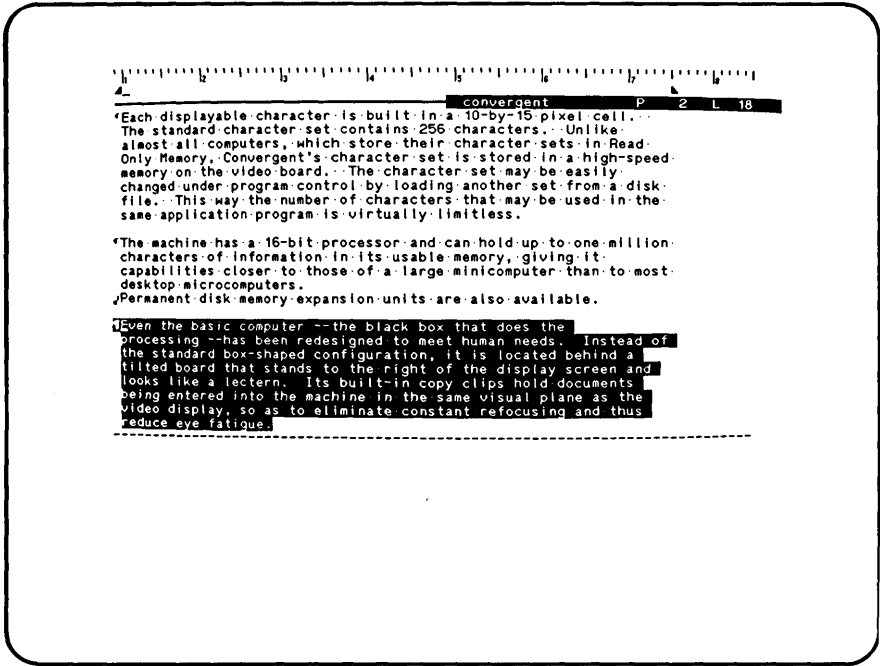 1 2 3 4 5 6 7 8
convergent P 2 L 18
Each displayable character is built in a 10-by-15 pixel cell.
The standard character set contains 256 characters. Unlike
almost all computers, which store their character sets in Read
Only Memory, Convergent's character set is stored in a high-speed
memory on the video board. The character set may be easily
changed under program control by loading another set from a disk
file. This way the number of characters that may be used in the
same application program is virtually limitless.
The machine has a 16-bit processor and can hold up to one million
characters of information in its usable memory, giving it
capabilities closer to those of a large minicomputer than to most
desktop microcomputers.
Permanent disk memory expansion units are also available.
Even the basic computer --the black box that does the
processing --has been redesigned to meet human needs. Instead of
the standard box-shaped configuration, it is located behind a
tilted board that stands to the right of the display screen and
looks like a lectern. Its built-in copy clips hold documents
being entered into the machine in the same visual plane as the
video display, so as to eliminate constant refocusing and thus
reduce eye fatigue.